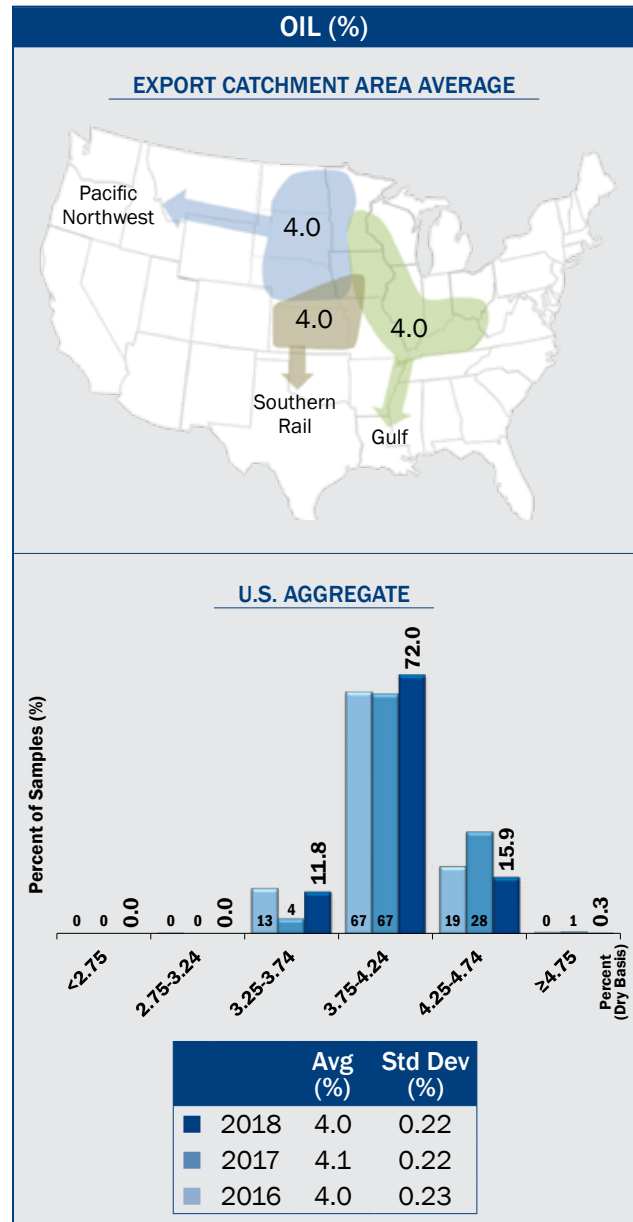 OIL (%)
EXPORT CATCHMENT AREA AVERAGE
Pacific
Northwest
4.0
4.0
4.0
Southern
Rail
Gulf
U.S. AGGREGATE
Percent of Samples (%)
0 0 0.0
0 0 0.0
13 4 11.8
67 67 72.0
19 28 15.9
0 1 0.3
<2.75
2.75-3.24
3.25-3.74
3.75-4.24
4.25-4.74
≥4.75
Percent
(Dry Basis)
Avg Std Dev
(%) (%)
2018 4.0 0.22
2017 4.1 0.22
2016 4.0 0.23